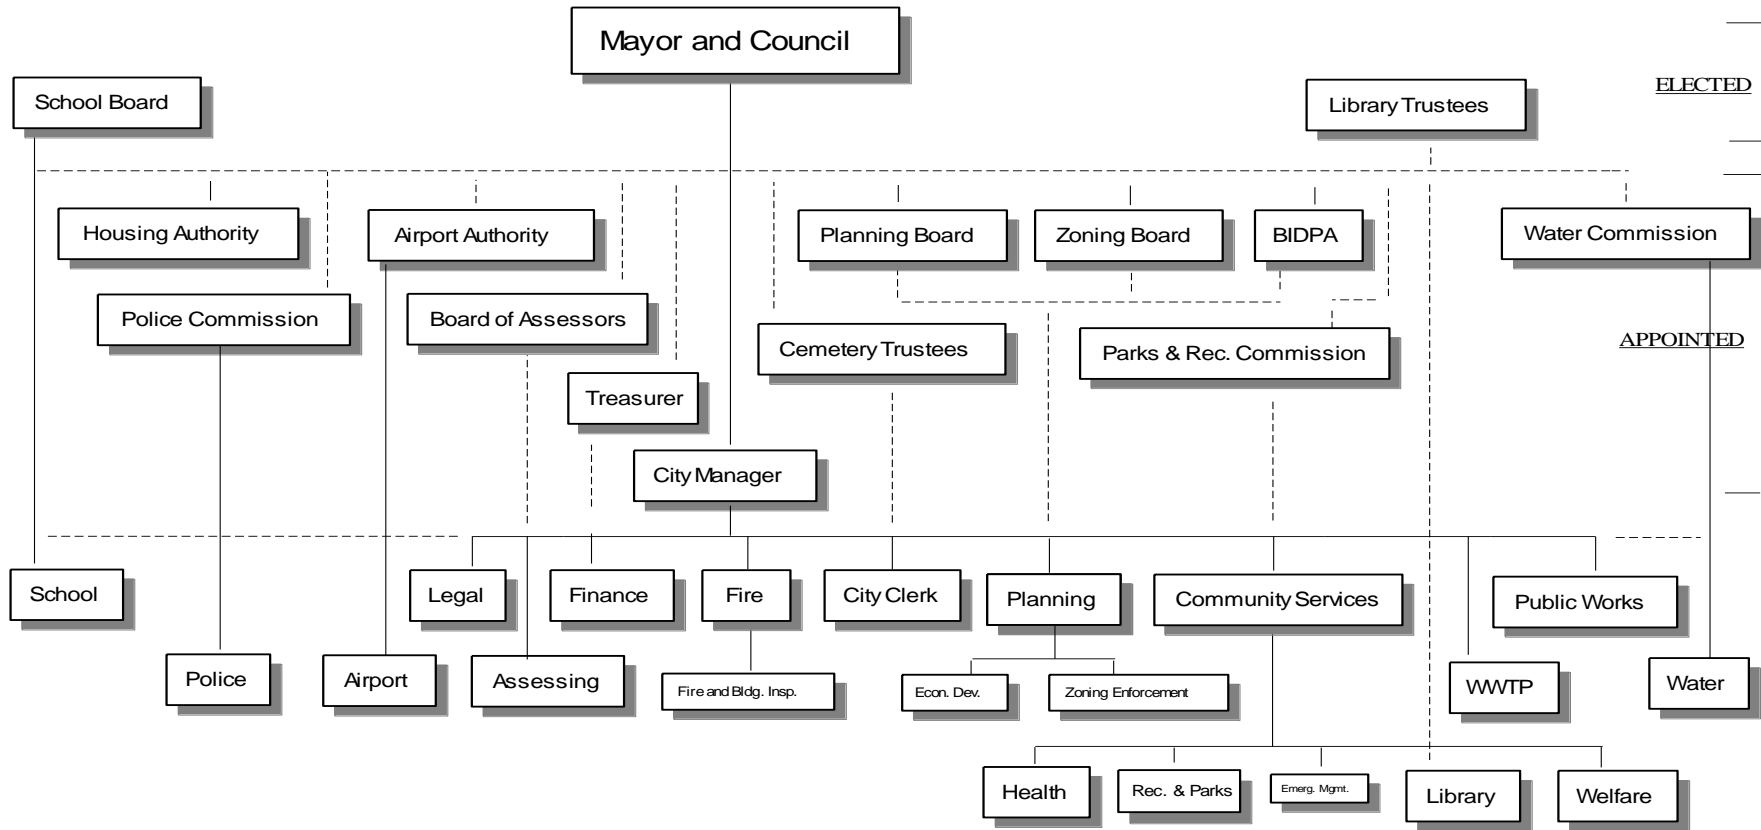 Mayor and Council
School Board
Library Trustees
ELECTED
Housing Authority
Airport Authority
Planning Board
Zoning Board
BIDPA
Water Commission
Police Commission
Board of Assessors
Cemetery Trustees
Parks & Rec. Commission
APPOINTED
Treasurer
City Manager
School
Legal
Finance
Fire
City Clerk
Planning
Community Services
Public Works
Police
Airport
Assessing
Fire and Bldg. Insp.
Econ. Dev.
Zoning Enforcement
WWTP
Water
Health
Rec. & Parks
Emerg. Mgmt.
Library
Welfare